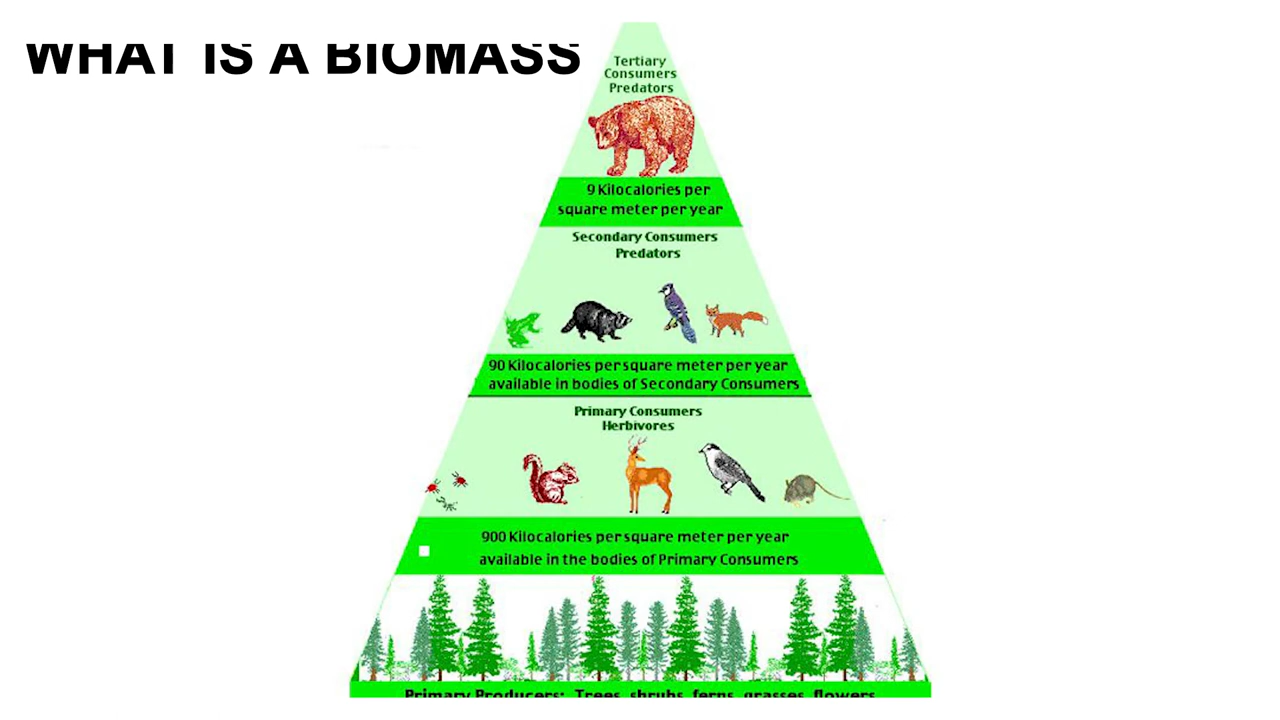 WHAT IS A BIOMASS
Tertiary
Consumers
Predators
9 Kilocalories per
square meter per year
Secondary Consumers
Predators
90 Kilocalories per square meter per year
available in bodies of Secondary Consumers
Primary Consumers
Herbivores
900 Kilocalories per square meter per year
available in the bodies of Primary Consumers
Primary Producers: Trees, shrubs, ferns, grasses, flowers